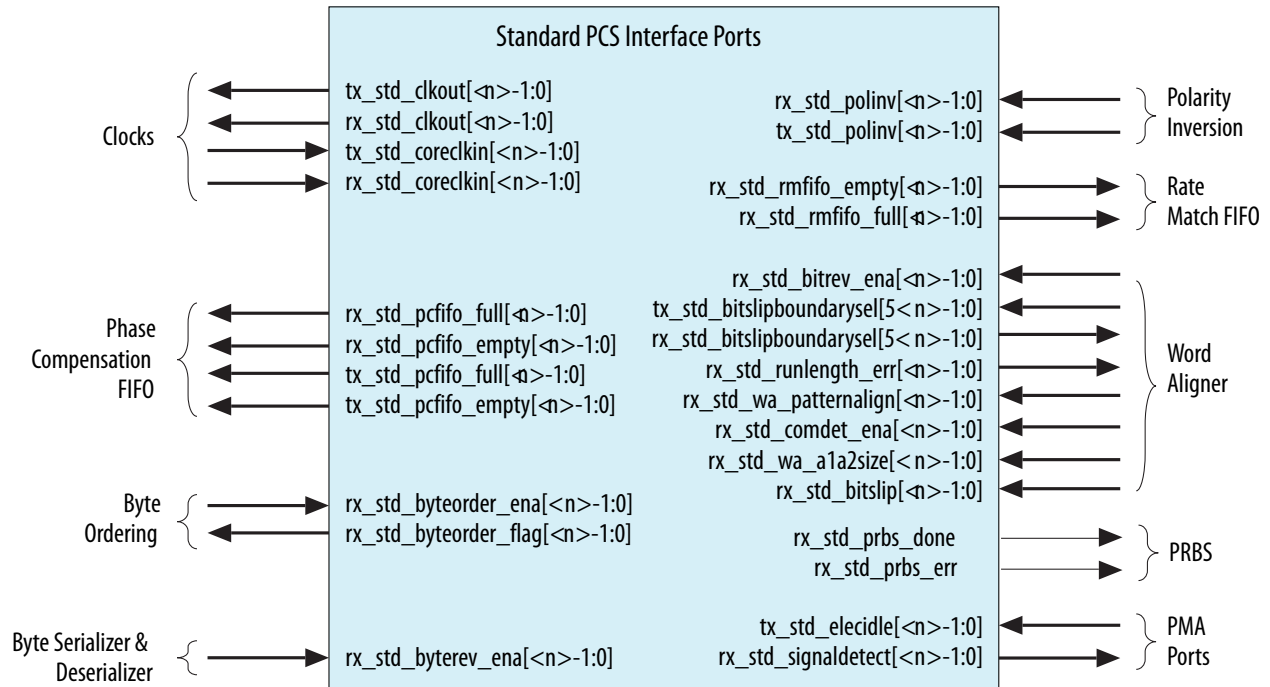 Standard PCS Interface Ports
Clocks
tx_std_clkout[<n>-1:0]
rx_std_clkout[<n>-1:0]
tx_std_coreclkin[<n>-1:0]
rx_std_coreclkin[<n>-1:0]
Phase
Compensation
FIFO
rx_std_pcfifo_full[<n>-1:0]
rx_std_pcfifo_empty[<n>-1:0]
tx_std_pcfifo_full[<n>-1:0]
tx_std_pcfifo_empty[<n>-1:0]
Byte
Ordering
rx_std_byteorder_ena[<n>-1:0]
rx_std_byteorder_flag[<n>-1:0]
Byte Serializer &
Deserializer
rx_std_byterev_ena[<n>-1:0]
rx_std_polinv[<n>-1:0]
tx_std_polinv[<n>-1:0]
Polarity
Inversion
rx_std_rmfifo_empty[<n>-1:0]
rx_std_rmfifo_full[<n>-1:0]
Rate
Match FIFO
rx_std_bitrev_ena[<n>-1:0]
tx_std_bitslipboundarysel[5<n>-1:0]
rx_std_bitslipboundarysel[5<n>-1:0]
rx_std_runlength_err[<n>-1:0]
rx_std_wa_patternalign[<n>-1:0]
rx_std_comdet_ena[<n>-1:0]
rx_std_wa_a1a2size[<n>-1:0]
rx_std_bitslip[<n>-1:0]
Word
Aligner
rx_std_prbs_done
rx_std_prbs_err
PRBS
tx_std_elecidle[<n>-1:0]
rx_std_signaldetect[<n>-1:0]
PMA
Ports